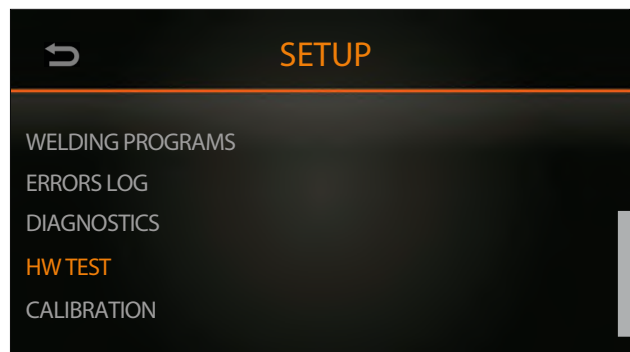 SETUP
WELDING PROGRAMS
ERRORS LOG
DIAGNOSTICS
HW TEST
CALIBRATION